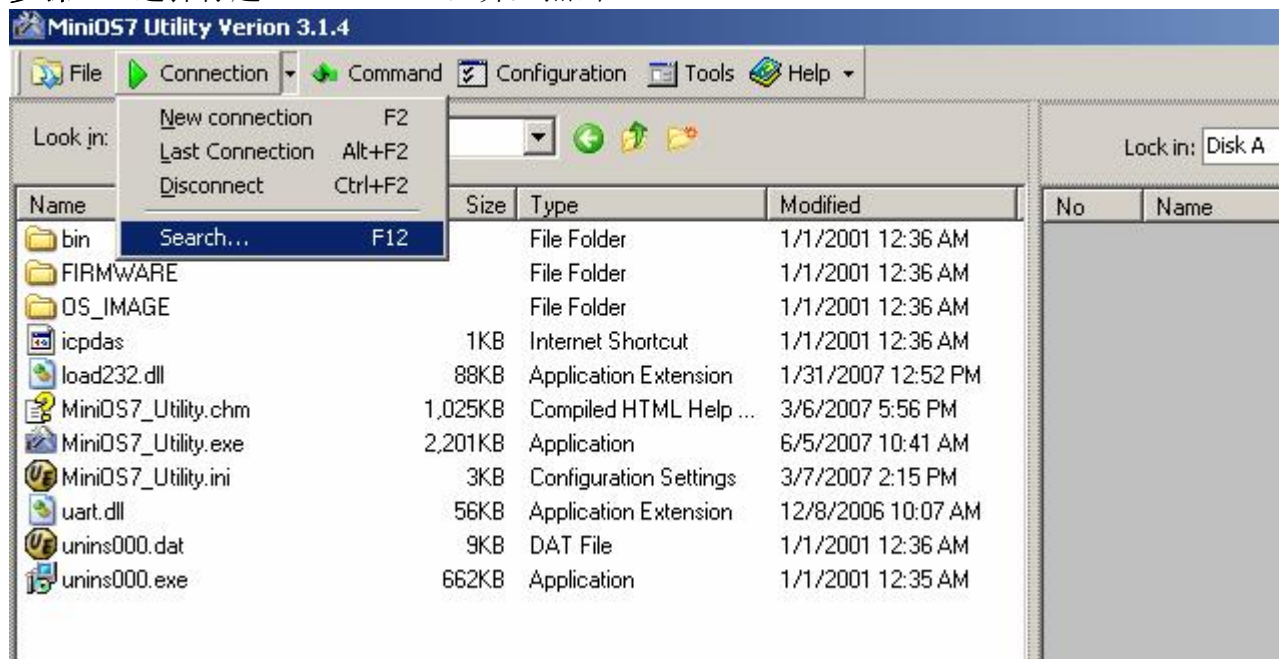 MiniOS7 Utility Verion 3.1.4
File Connection Command Configuration Tools Help
New connection F2
Last Connection Alt+F2
Disconnect Ctrl+F2
Search... F12
Look in:
Lock in: Disk A
Name Size Type Modified
No Name
bin File Folder 1/1/2001 12:36 AM
FIRMWARE File Folder 1/1/2001 12:36 AM
OS_IMAGE File Folder 1/1/2001 12:36 AM
icpdas 1KB Internet Shortcut 1/1/2001 12:36 AM
load232.dll 88KB Application Extension 1/31/2007 12:52 PM
MiniOS7_Utility.chm 1,025KB Compiled HTML Help ... 3/6/2007 5:56 PM
MiniOS7_Utility.exe 2,201KB Application 6/5/2007 10:41 AM
MiniOS7_Utility.ini 3KB Configuration Settings 3/7/2007 2:15 PM
uart.dll 56KB Application Extension 12/8/2006 10:07 AM
unins000.dat 9KB DAT File 1/1/2001 12:36 AM
unins000.exe 662KB Application 1/1/2001 12:35 AM